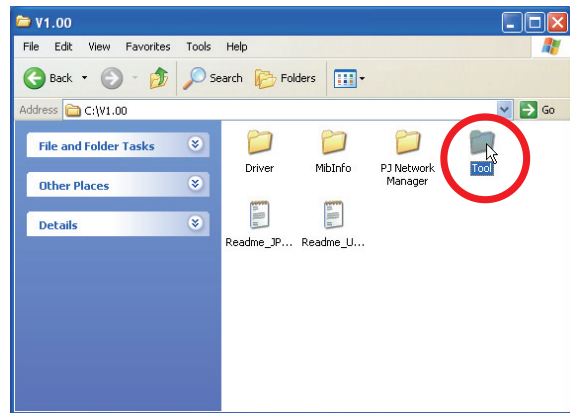 V1.00
File Edit View Favorites Tools Help
Back Search Folders
Address C:\V1.00 Go
File and Folder Tasks
Other Places
Details
Driver MibInfo PJ Network Manager Tool
Readme_JP... Readme_U...